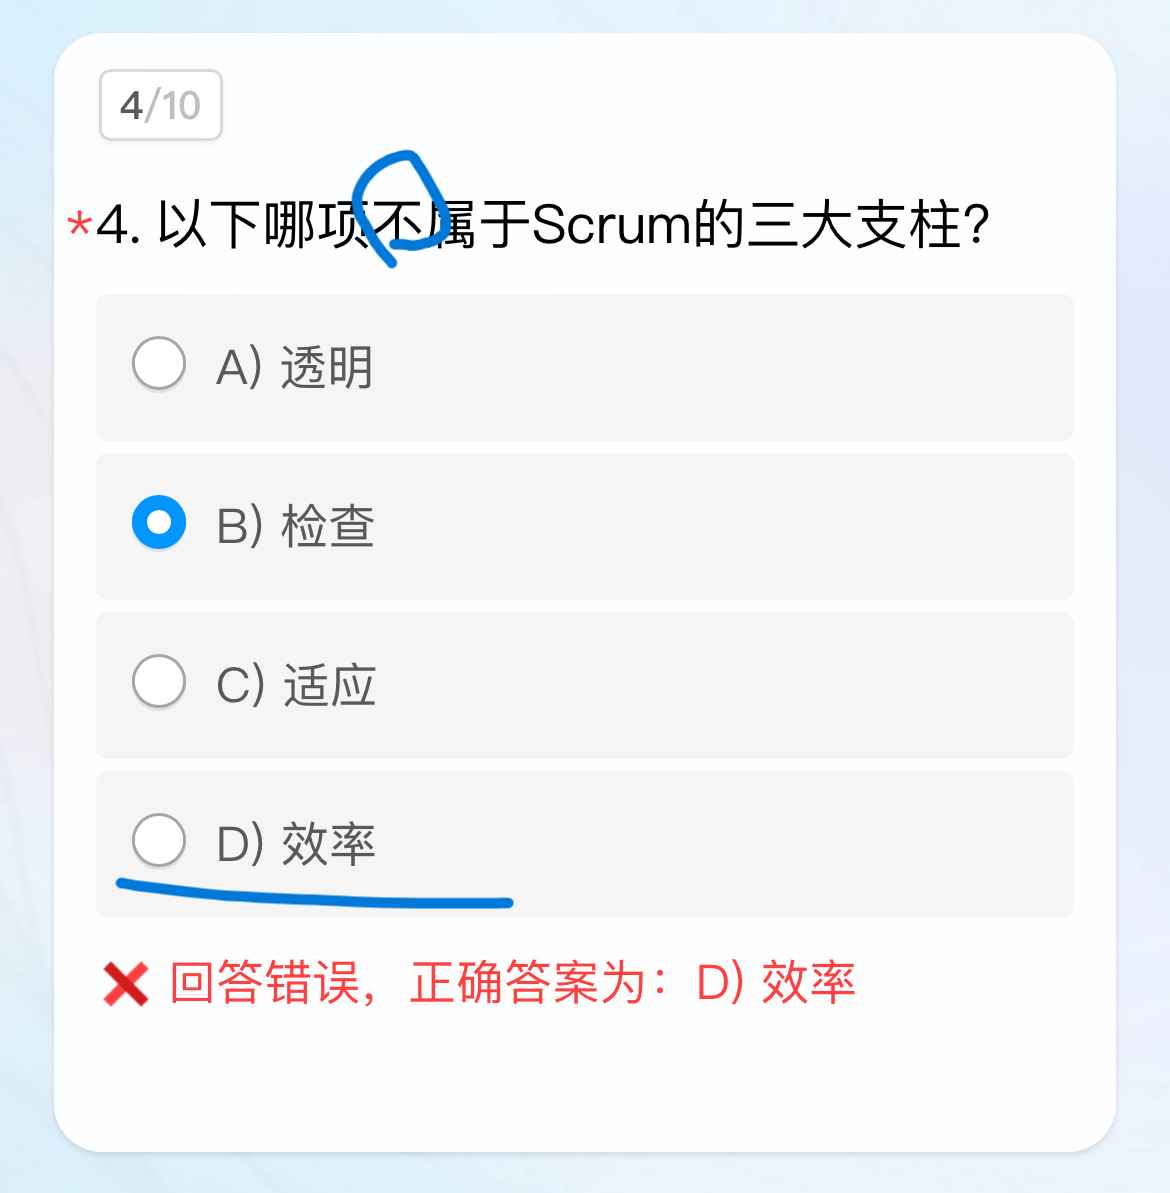 4/10
*4. 以下哪项不属于Scrum的三大支柱?
A) 透明
B) 检查
C) 适应
D) 效率
❌ 回答错误，正确答案为：D) 效率